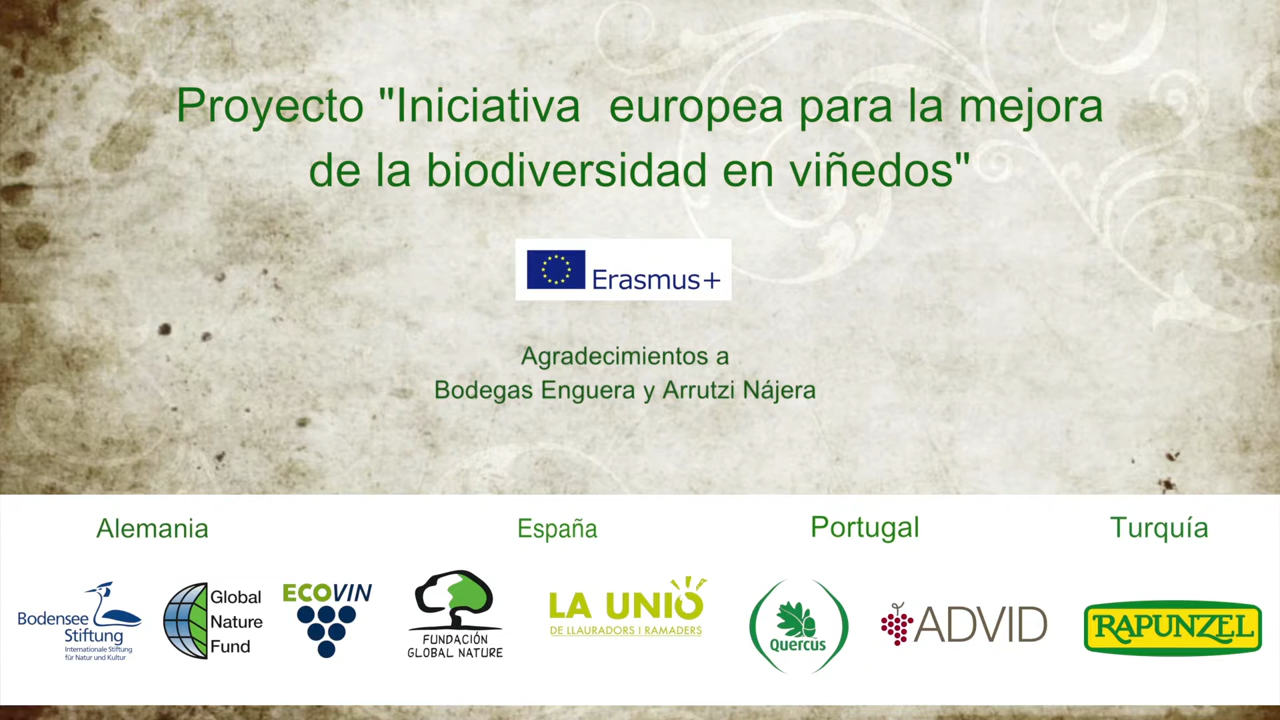 Proyecto "Iniciativa  europea para la mejora
de la biodiversidad en viñedos"
Erasmus+
Agradecimientos a
Bodegas Enguera y Arrutzi Nájera
Alemania
España
Portugal
Turquía
Bodensee
Stiftung
Internationale Stiftung
für Natur und Kultur
Global
Nature
Fund
ECOVIN
FUNDACIÓN
GLOBAL NATURE
LA UNIÓ
DE LLAURADORS I RAMADERS
Quercus
ADVID
RAPUNZEL